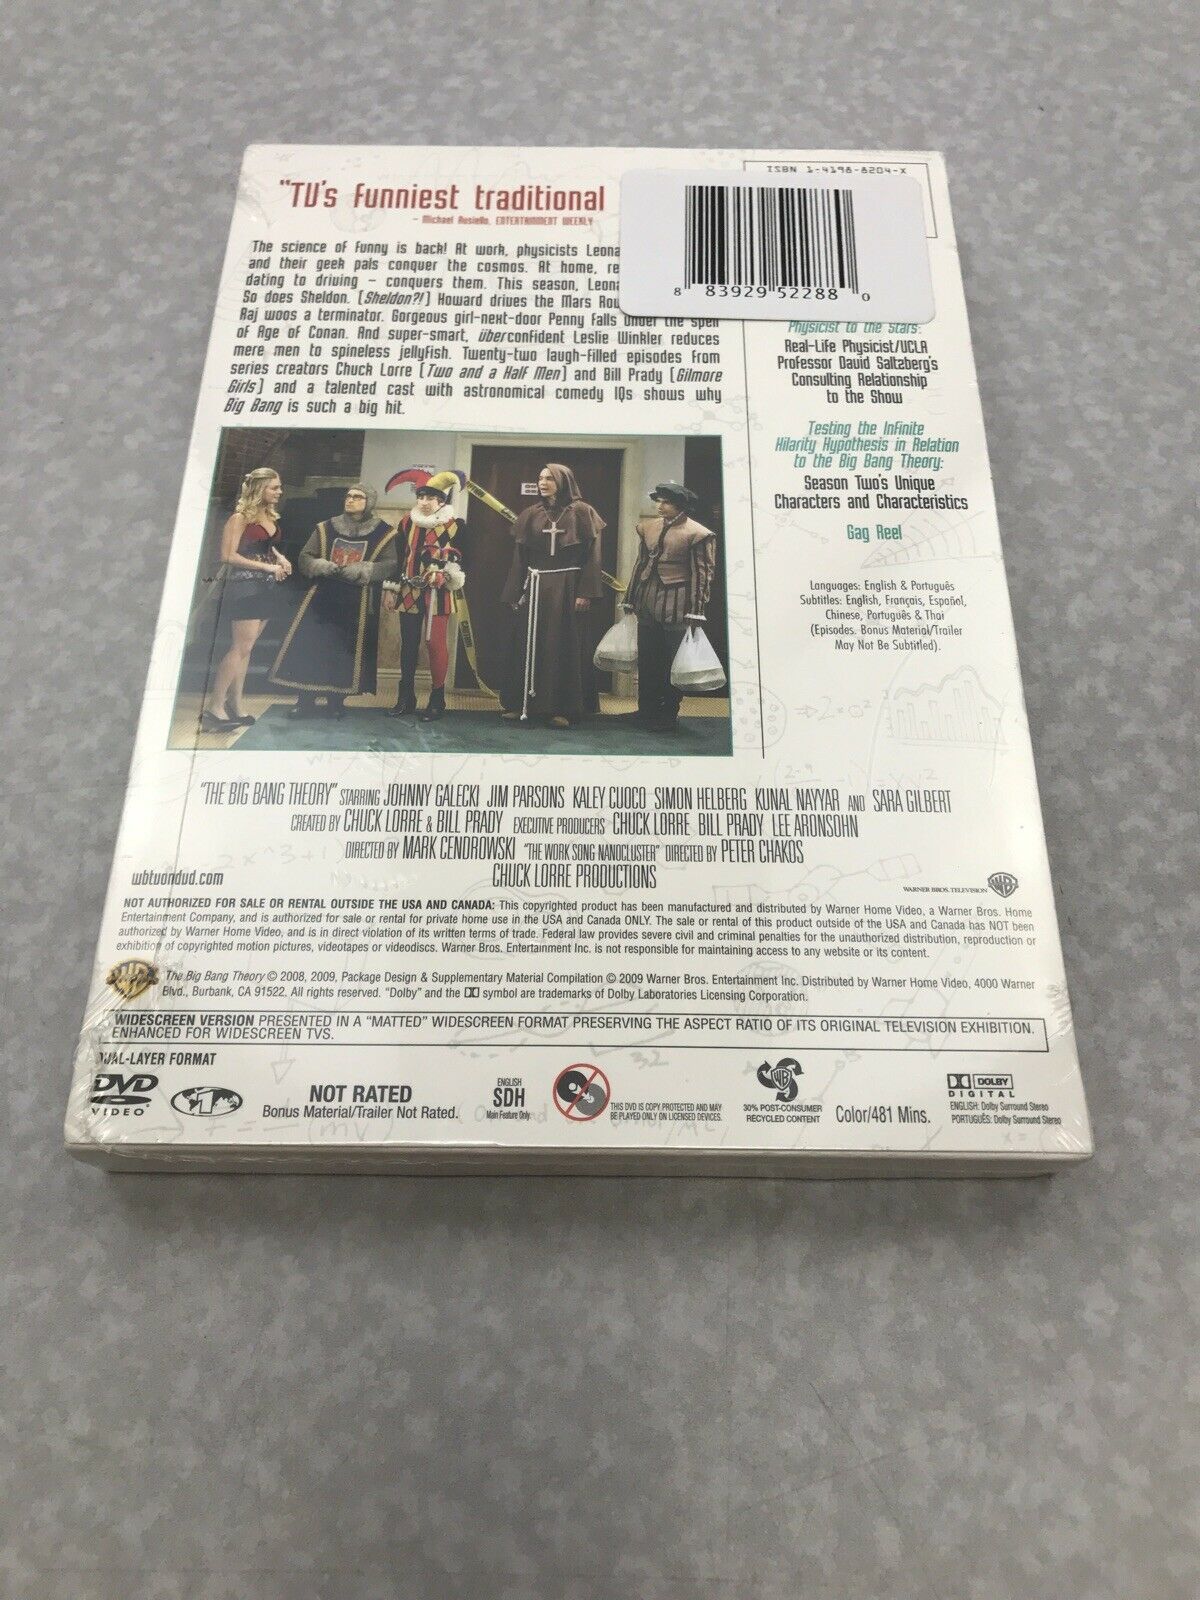 "TV's funniest traditional
- Michael Ausiello, ENTERTAINMENT WEEKLY
The science of funny is back! At work, physicists
and their geek pals conquer the cosmos. At home,
dating to driving – conquers them. This season,
So does Sheldon. (Sheldon?!) Howard drives the Mars
Raj woos a terminator. Gorgeous girl-next-door Penny falls under the spell
of Age of Conan. And super-smart, überconfident Leslie Winkler reduces
mere men to spineless jellyfish. Twenty-two laugh-filled episodes from
series creators Chuck Lorre (Two and a Half Men) and Bill Prady (Gilmore
Girls) and a talented cast with astronomical comedy IQs shows why
Big Bang is such a big hit.
ISBN 1-4198-8204-X
8 83929 52288 0
Physicist to the Stars:
Real-Life Physicist/UCLA
Professor David Saltzberg's
Consulting Relationship
to the Show
Testing the Infinite
Hilarity Hypothesis in Relation
to the Big Bang Theory:
Season Two's Unique
Characters and Characteristics
Gag Reel
Languages: English & Português
Subtitles: English, Français, Español,
Chinese, Português & Thai
(Episodes. Bonus Material/Trailer
May Not Be Subtitled).
"THE BIG BANG THEORY" STARRING JOHNNY GALECKI JIM PARSONS KALEY CUOCO SIMON HELBERG KUNAL NAYYAR AND SARA GILBERT
CREATED BY CHUCK LORRE & BILL PRADY EXECUTIVE PRODUCERS CHUCK LORRE BILL PRADY LEE ARONSOHN
DIRECTED BY MARK CENDROWSKI "THE WORK SONG NANOCLUSTER" DIRECTED BY PETER CHAKOS
CHUCK LORRE PRODUCTIONS
wbtvondvd.com
WARNER BROS. TELEVISION
NOT AUTHORIZED FOR SALE OR RENTAL OUTSIDE THE USA AND CANADA: This copyrighted product has been manufactured and distributed by Warner Home Video, a Warner Bros. Home
Entertainment Company, and is authorized for sale or rental for private home use in the USA and Canada ONLY. The sale or rental of this product outside of the USA and Canada has NOT been
authorized by Warner Home Video, and is in direct violation of its written terms of trade. Federal law provides severe civil and criminal penalties for the unauthorized distribution, reproduction or
exhibition of copyrighted motion pictures, videotapes or videodiscs. Warner Bros. Entertainment Inc. is not responsible for maintaining access to any website or its content.
The Big Bang Theory © 2008, 2009, Package Design & Supplementary Material Compilation © 2009 Warner Bros. Entertainment Inc. Distributed by Warner Home Video, 4000 Warner
Blvd., Burbank, CA 91522. All rights reserved. "Dolby" and the symbol are trademarks of Dolby Laboratories Licensing Corporation.
WIDESCREEN VERSION PRESENTED IN A "MATTED" WIDESCREEN FORMAT PRESERVING THE ASPECT RATIO OF ITS ORIGINAL TELEVISION EXHIBITION.
ENHANCED FOR WIDESCREEN TVS.
DUAL-LAYER FORMAT
DVD
VIDEO
1
NOT RATED
Bonus Material/Trailer Not Rated.
ENGLISH
SDH
Main Feature Only
THIS DVD IS COPY PROTECTED AND MAY
BE PLAYED ONLY ON LICENSED DEVICES.
30% POST-CONSUMER
RECYCLED CONTENT
Color/481 Mins.
DOLBY
DIGITAL
ENGLISH: Dolby Surround Stereo
PORTUGUÊS: Dolby Surround Stereo